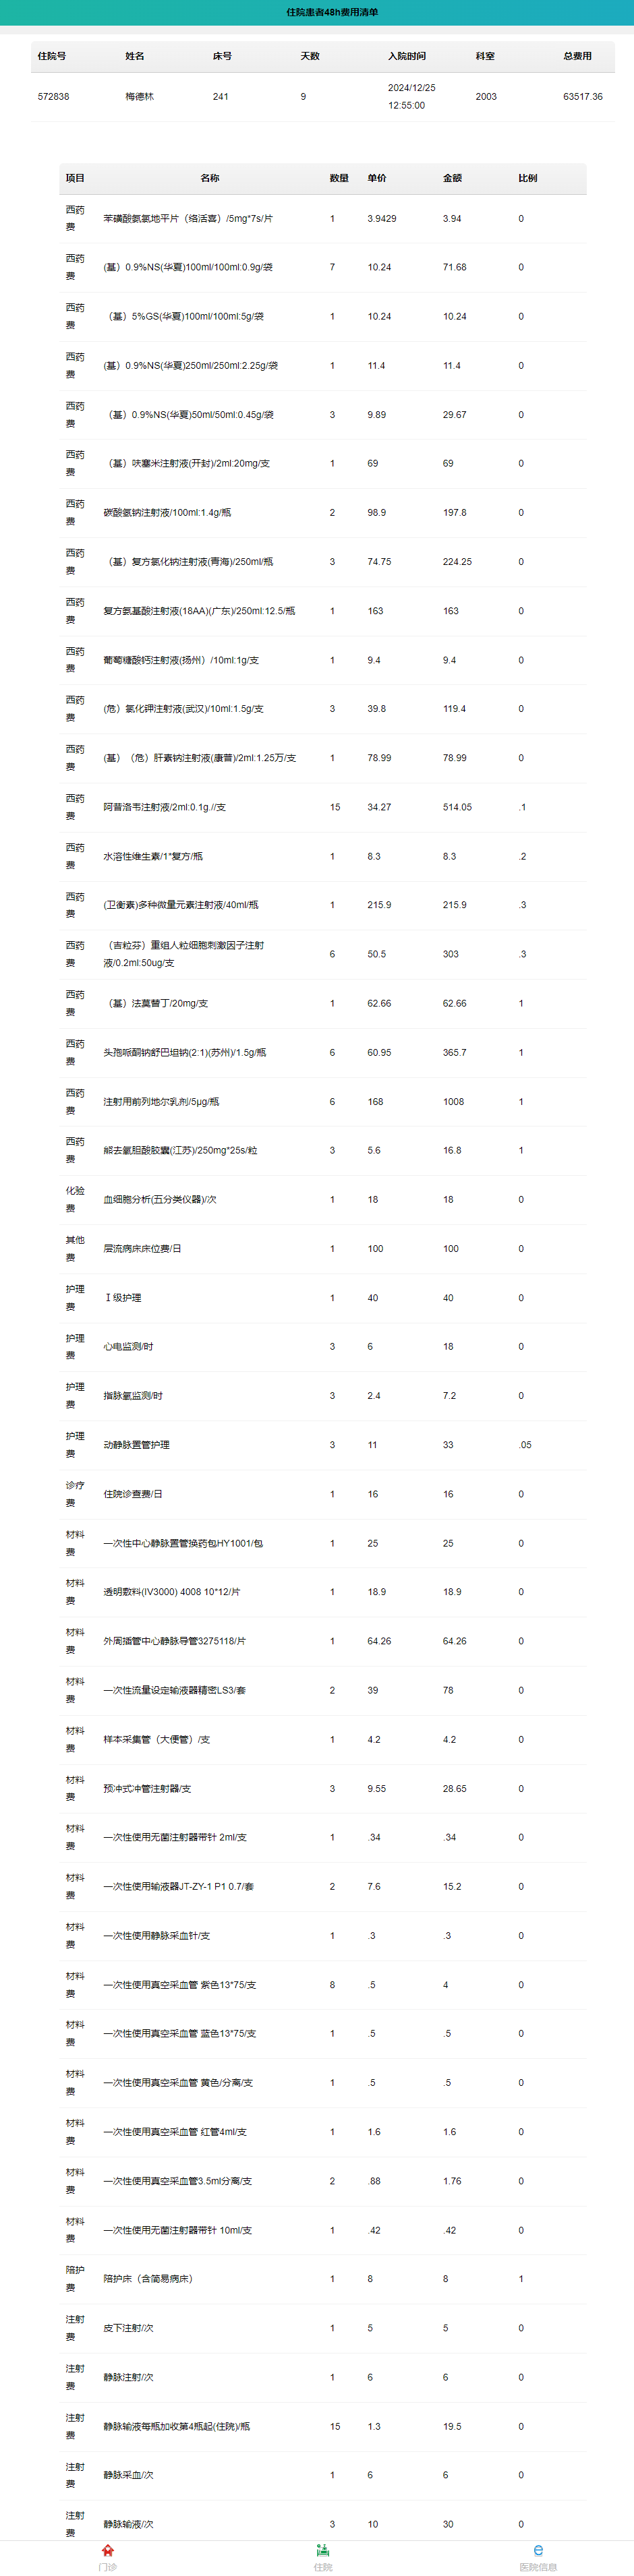 住院患者48h费用清单
住院号 姓名 床号 天数 入院时间 科室 总费用
572838 梅德林 241 9 2024/12/25 12:55:00 2003 63517.36
项目 名称 数量 单价 金额 比例
西药费 苯磺酸氨氯地平片（络活喜）/5mg*7s/片 1 3.9429 3.94 0
西药费 (基）0.9%NS(华夏)100ml/100ml:0.9g/袋 7 10.24 71.68 0
西药费 （基）5%GS(华夏)100ml/100ml:5g/袋 1 10.24 10.24 0
西药费 (基）0.9%NS(华夏)250ml/250ml:2.25g/袋 1 11.4 11.4 0
西药费 （基）0.9%NS(华夏)50ml/50ml:0.45g/袋 3 9.89 29.67 0
西药费 （基）呋塞米注射液(开封)/2ml:20mg/支 1 69 69 0
西药费 碳酸氢钠注射液/100ml:1.4g/瓶 2 98.9 197.8 0
西药费 （基）复方氯化钠注射液(青海)/250ml/瓶 3 74.75 224.25 0
西药费 复方氨基酸注射液(18AA)(广东)/250ml:12.5/瓶 1 163 163 0
西药费 葡萄糖酸钙注射液(扬州）/10ml:1g/支 1 9.4 9.4 0
西药费 (危）氯化钾注射液(武汉)/10ml:1.5g/支 3 39.8 119.4 0
西药费 (基）（危）肝素钠注射液(康普)/2ml:1.25万/支 1 78.99 78.99 0
西药费 阿昔洛韦注射液/2ml:0.1g.//支 15 34.27 514.05 .1
西药费 水溶性维生素/1*复方/瓶 1 8.3 8.3 .2
西药费 (卫衡素)多种微量元素注射液/40ml/瓶 1 215.9 215.9 .3
西药费 （吉粒芬）重组人粒细胞刺激因子注射液/0.2ml:50ug/支 6 50.5 303 .3
西药费 （基）法莫替丁/20mg/支 1 62.66 62.66 1
西药费 头孢哌酮钠舒巴坦钠(2:1)(苏州)/1.5g/瓶 6 60.95 365.7 1
西药费 注射用前列地尔乳剂/5μg/瓶 6 168 1008 1
西药费 熊去氧胆酸胶囊(江苏)/250mg*25s/粒 3 5.6 16.8 1
化验费 血细胞分析(五分类仪器)/次 1 18 18 0
其他费 层流病床床位费/日 1 100 100 0
护理费 Ⅰ级护理 1 40 40 0
护理费 心电监测/时 3 6 18 0
护理费 指脉氧监测/时 3 2.4 7.2 0
护理费 动静脉置管护理 3 11 33 .05
诊疗费 住院诊查费/日 1 16 16 0
材料费 一次性中心静脉置管换药包HY1001/包 1 25 25 0
材料费 透明敷料(IV3000) 4008 10*12/片 1 18.9 18.9 0
材料费 外周插管中心静脉导管3275118/片 1 64.26 64.26 0
材料费 一次性流量设定输液器精密LS3/套 2 39 78 0
材料费 样本采集管（大便管）/支 1 4.2 4.2 0
材料费 预冲式冲管注射器/支 3 9.55 28.65 0
材料费 一次性使用无菌注射器带针 2ml/支 1 .34 .34 0
材料费 一次性使用输液器JT-ZY-1 P1 0.7/套 2 7.6 15.2 0
材料费 一次性使用静脉采血针/支 1 .3 .3 0
材料费 一次性使用真空采血管 紫色13*75/支 8 .5 4 0
材料费 一次性使用真空采血管 蓝色13*75/支 1 .5 .5 0
材料费 一次性使用真空采血管 黄色/分离/支 1 .5 .5 0
材料费 一次性使用真空采血管 红管4ml/支 1 1.6 1.6 0
材料费 一次性使用真空采血管3.5ml分离/支 2 .88 1.76 0
材料费 一次性使用无菌注射器带针 10ml/支 1 .42 .42 0
陪护费 陪护床（含简易病床） 1 8 8 1
注射费 皮下注射/次 1 5 5 0
注射费 静脉注射/次 1 6 6 0
注射费 静脉输液每瓶加收第4瓶起(住院)/瓶 15 1.3 19.5 0
注射费 静脉采血/次 1 6 6 0
注射费 静脉输液/次 3 10 30 0
门诊 住院 医院信息